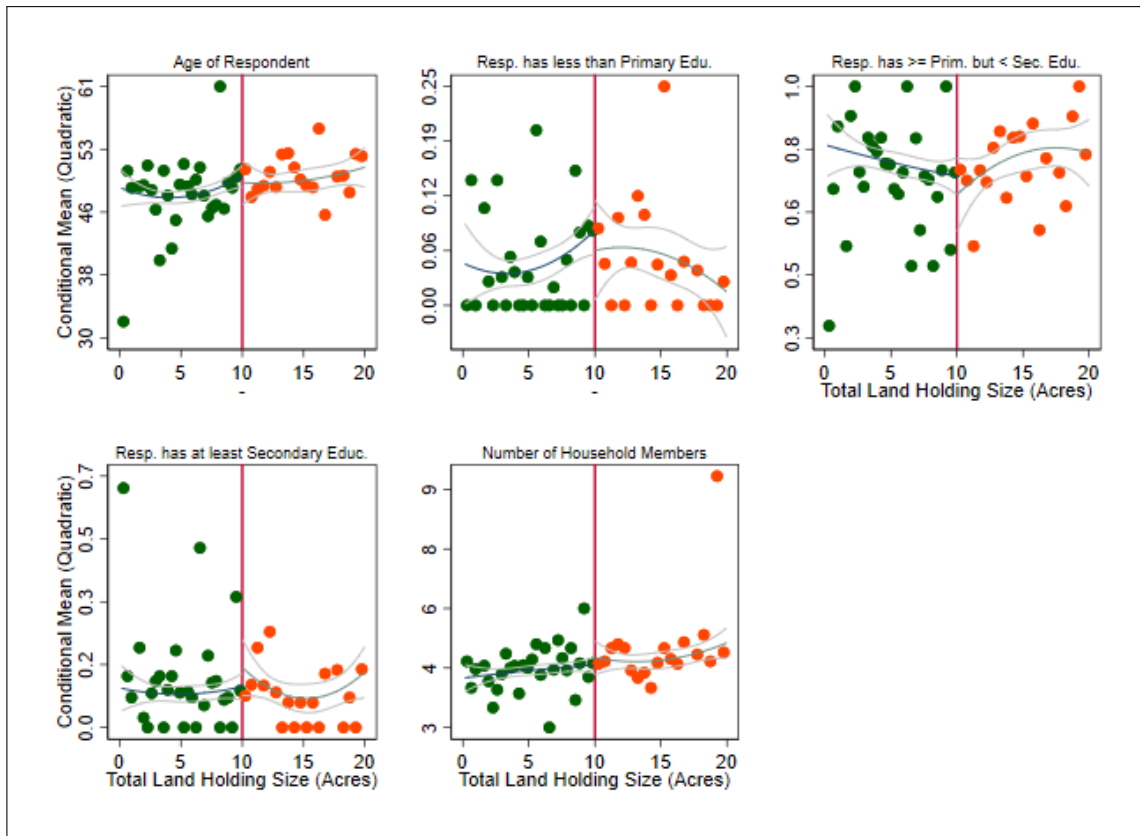 Age of Respondent
Conditional Mean (Quadratic)
61
53
46
38
30
0 5 10 15 20
-
Resp. has less than Primary Edu.
0.25
0.19
0.12
0.06
0.00
0 5 10 15 20
-
Resp. has >= Prim. but < Sec. Edu.
1.0
0.8
0.6
0.5
0.3
0 5 10 15 20
Total Land Holding Size (Acres)
Resp. has at least Secondary Educ.
Conditional Mean (Quadratic)
0.7
0.5
0.3
0.2
0.0
0 5 10 15 20
Total Land Holding Size (Acres)
Number of Household Members
9
8
6
4
3
0 5 10 15 20
Total Land Holding Size (Acres)